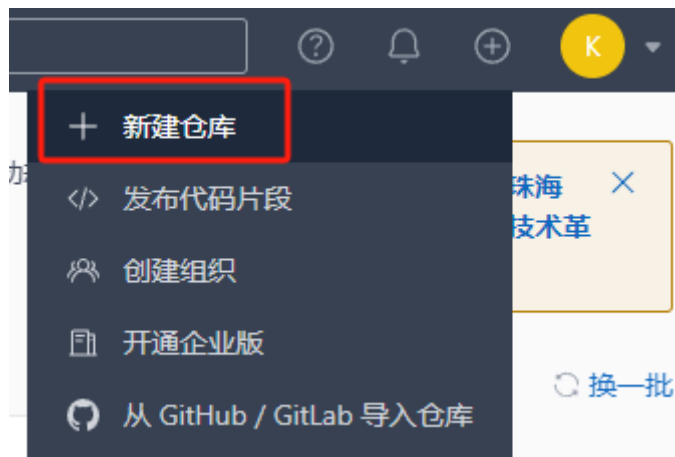 K
新建仓库
发布代码片段
珠海
技术革
创建组织
开通企业版
换一批
从 GitHub / GitLab 导入仓库